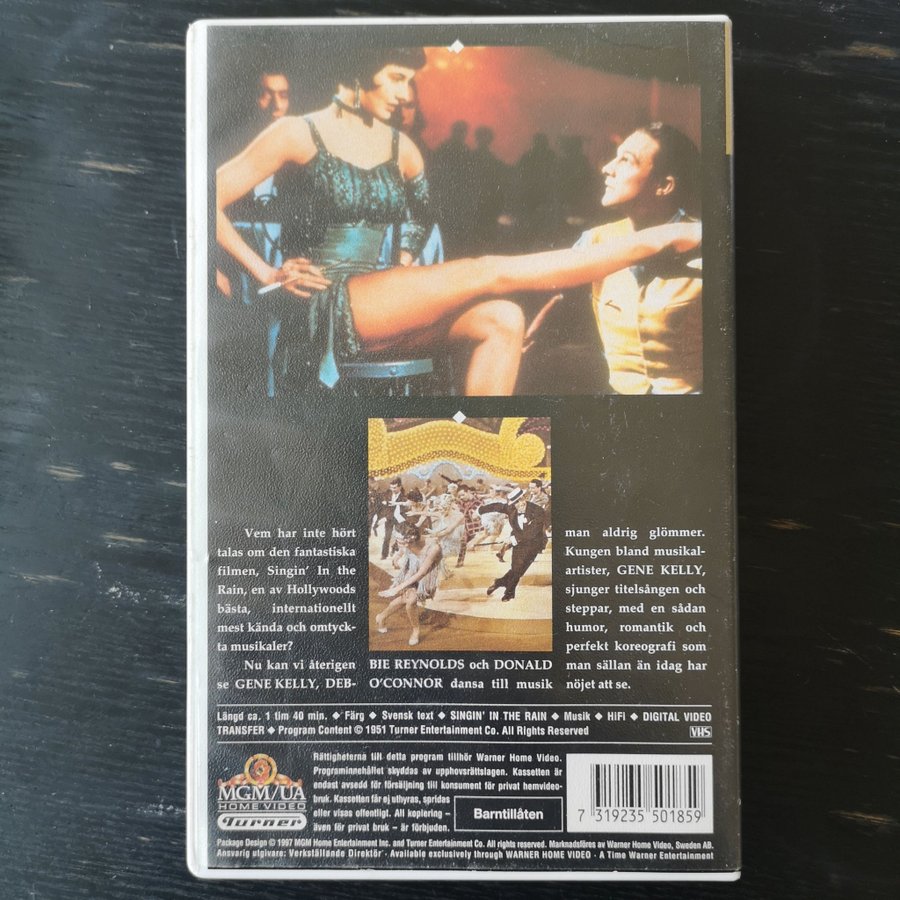 Vem har inte hört
talas om den fantastiska
filmen, Singin' In the
Rain, en av Hollywoods
bästa, internationellt
mest kända och omtyck-
ta musikaler?
Nu kan vi återigen
se GENE KELLY, DEB-
BIE REYNOLDS och DONALD
O'CONNOR dansa till musik
man aldrig glömmer.
Kungen bland musikal-
artister, GENE KELLY,
sjunger titelsången och
steppar, med en sådan
humor, romantik och
perfekt koreografi som
man sällan än idag har
nöjet att se.
Längd ca. 1 tim 40 min. ◆ Färg ◆ Svensk text ◆ SINGIN' IN THE RAIN ◆ Musik ◆ HiFi ◆ DIGITAL VIDEO
TRANSFER ◆ Program Content © 1951 Turner Entertainment Co. All Rights Reserved
VHS
MGM/UA
HOME VIDEO
Turner
Rättigheterna till detta program tillhör Warner Home Video.
Programinnehållet skyddas av upphovsrättslagen. Kassetten är
endast avsedd för försäljning till konsument för privat hemvideo-
bruk. Kassetten får ej uthyras, spridas
eller visas offentligt. All kopiering –
även för privat bruk – är förbjuden.
Barntillåten
7 319235 501859
Package Design © 1997 MGM Home Entertainment Inc. and Turner Entertainment Co. All rights reserved. Marknadsföres av Warner Home Video, Sweden AB.
Ansvarig utgivare: Verkställande Direktör · Available exclusively through WARNER HOME VIDEO · A Time Warner Entertainment